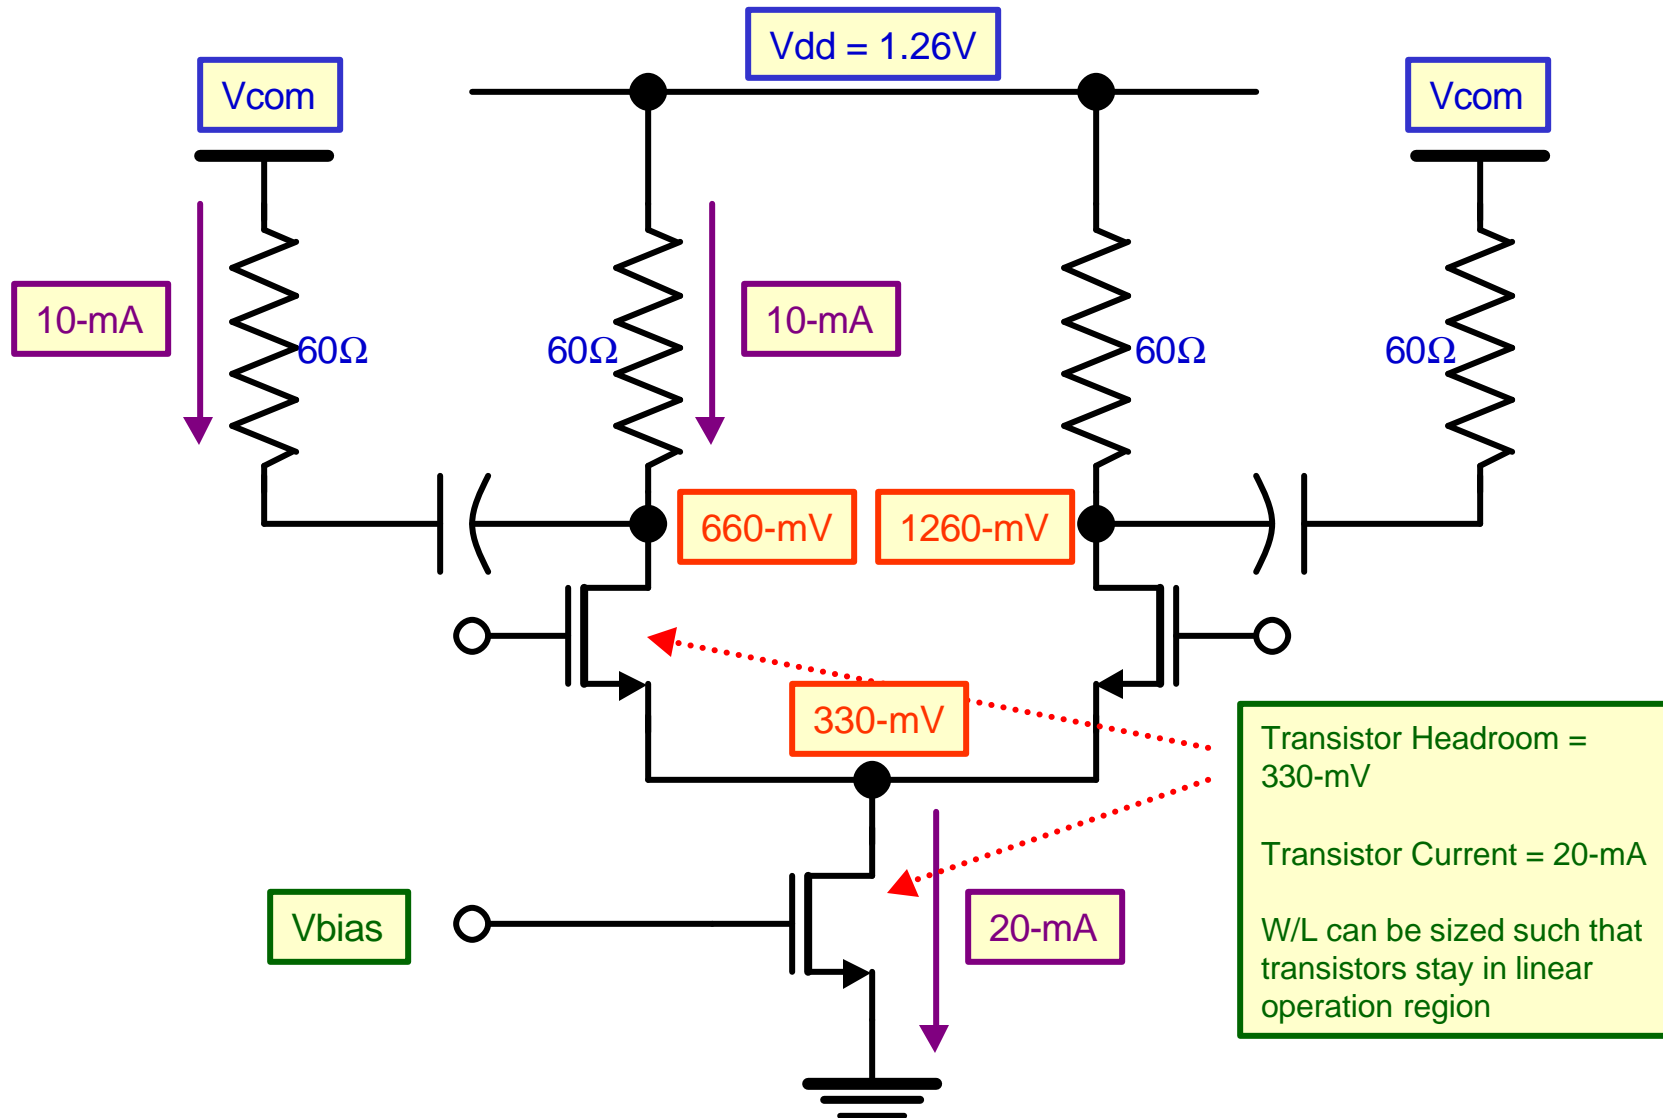 Vdd = 1.26V
Vcom
Vcom
10-mA
60Ω
60Ω
10-mA
60Ω
60Ω
660-mV
1260-mV
330-mV
Transistor Headroom =
330-mV
Transistor Current = 20-mA
W/L can be sized such that
transistors stay in linear
operation region
Vbias
20-mA